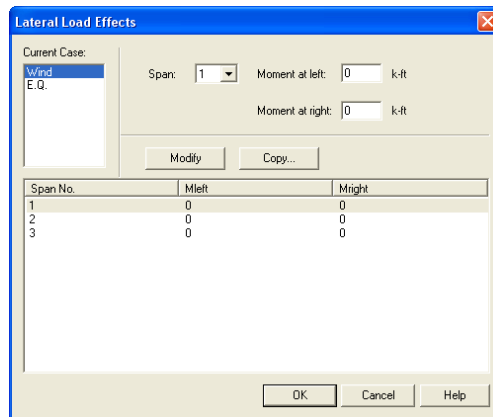 Lateral Load Effects
Current Case:
Wind
E.Q.
Span: 1 Moment at left: 0 k-ft
Moment at right: 0 k-ft
Modify Copy...
Span No. Mleft Mright
1 0 0
2 0 0
3 0 0
OK Cancel Help